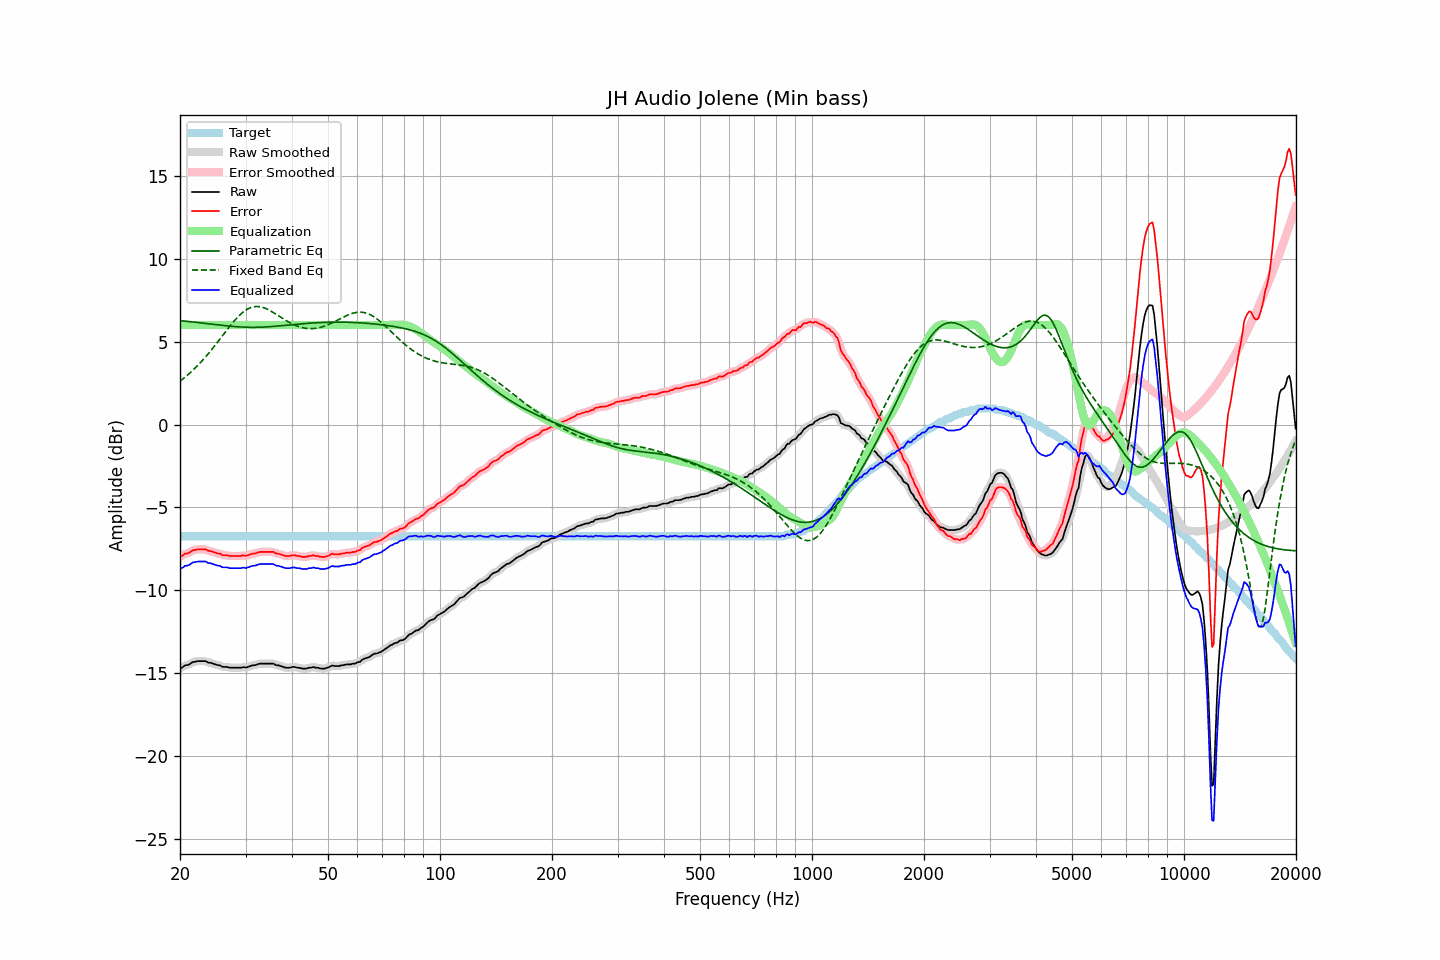 JH Audio Jolene (Min bass)
Target
Raw Smoothed
Error Smoothed
Raw
Error
Equalization
Parametric Eq
Fixed Band Eq
Equalized
Amplitude (dBr)
15
10
5
0
−5
−10
−15
−20
−25
20 50 100 200 500 1000 2000 5000 10000 20000
Frequency (Hz)